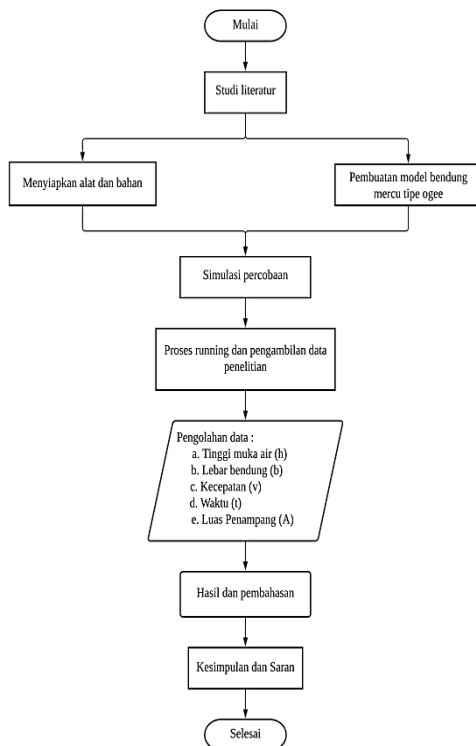 Mulai
Studi literatur
Menyiapkan alat dan bahan
Pembuatan model bendung
mercu tipe ogee
Simulasi percobaan
Proses running dan pengambilan data
penelitian
Pengolahan data :
a. Tinggi muka air (h)
b. Lebar bendung (b)
c. Kecepatan (v)
d. Waktu (t)
e. Luas Penampang (A)
Hasil dan pembahasan
Kesimpulan dan Saran
Selesai